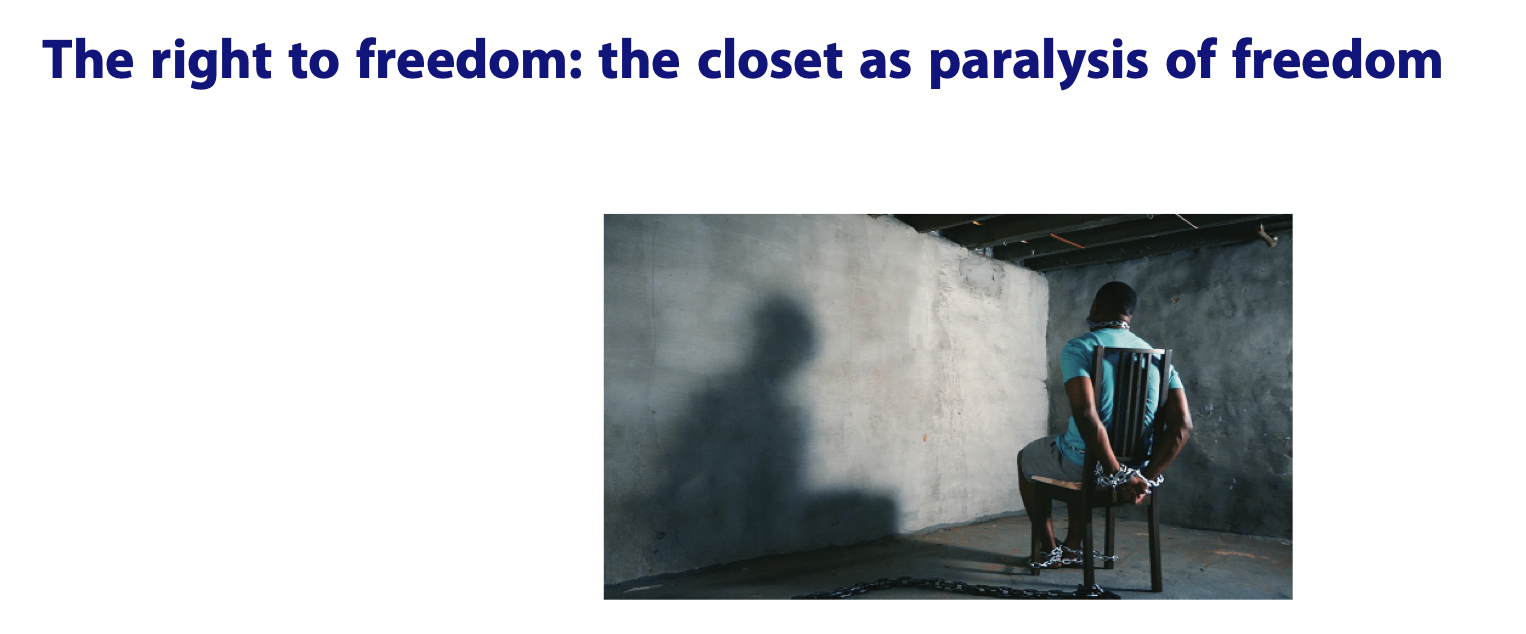 The right to freedom: the closet as paralysis of freedom